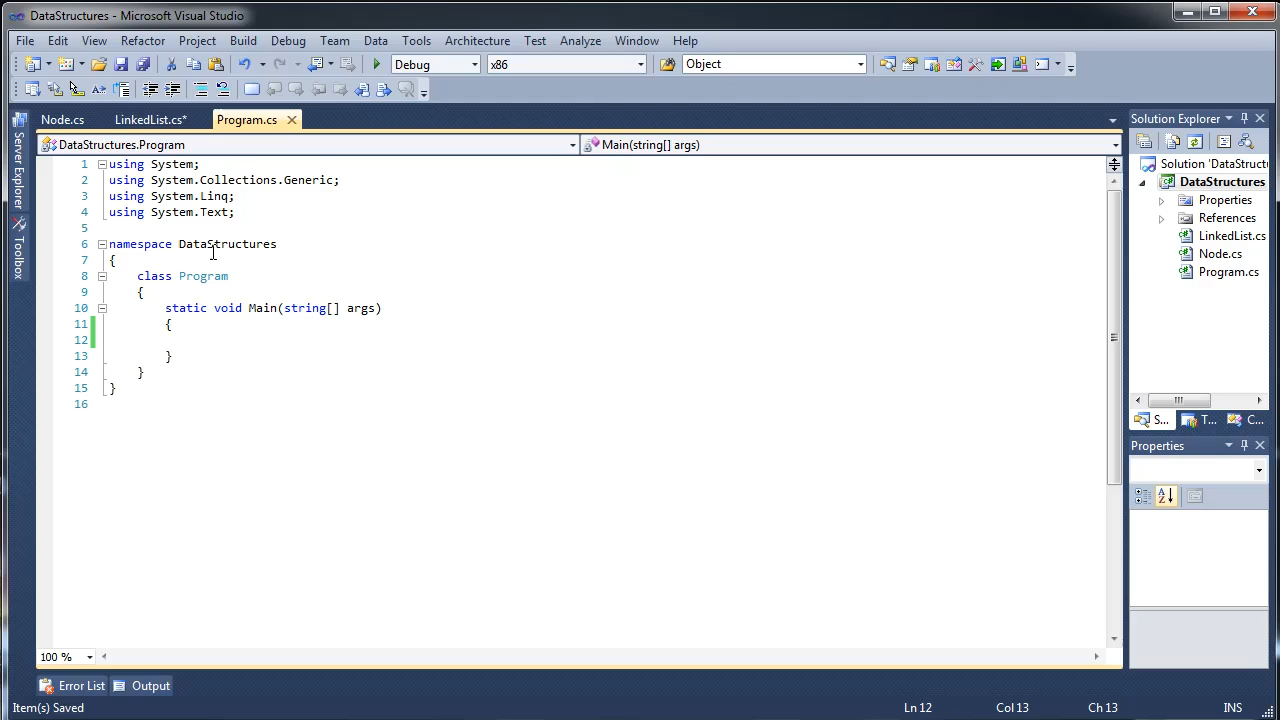 DataStructures - Microsoft Visual Studio
File Edit View Refactor Project Build Debug Team Data Tools Architecture Test Analyze Window Help
Debug x86 Object
Node.cs LinkedList.cs* Program.cs
DataStructures.Program Main(string[] args)
1 using System;
2 using System.Collections.Generic;
3 using System.Linq;
4 using System.Text;
5
6 namespace DataStructures
7 {
8 class Program
9 {
10 static void Main(string[] args)
11 {
12
13 }
14 }
15 }
16
100 %
Server Explorer
Toolbox
Solution Explorer
Solution 'DataStructu
DataStructures
Properties
References
LinkedList.cs
Node.cs
Program.cs
S... T... C...
Properties
Error List Output
Item(s) Saved Ln 12 Col 13 Ch 13 INS